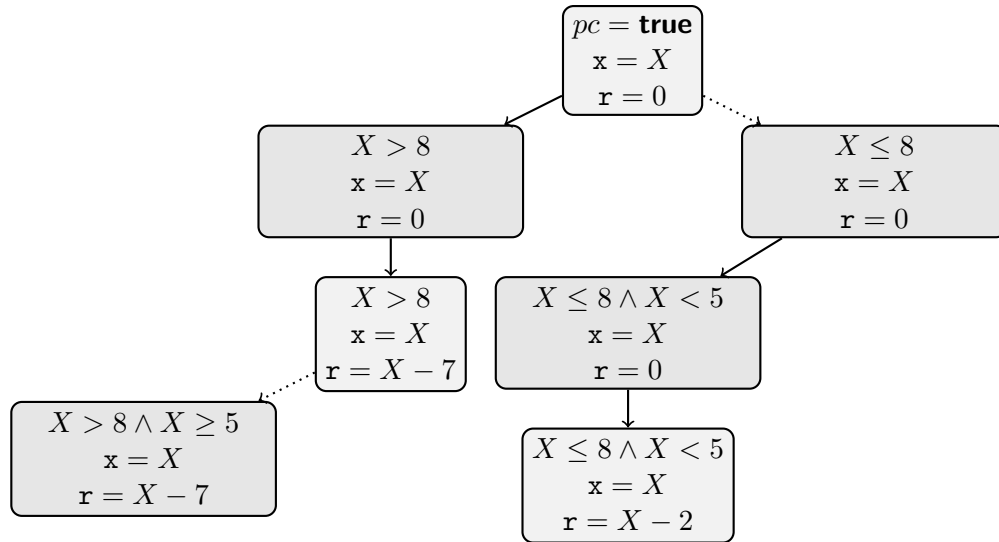 pc = true
x = X
r = 0
X > 8
x = X
r = 0
X ≤ 8
x = X
r = 0
X > 8
x = X
r = X − 7
X ≤ 8 ∧ X < 5
x = X
r = 0
X > 8 ∧ X ≥ 5
x = X
r = X − 7
X ≤ 8 ∧ X < 5
x = X
r = X − 2